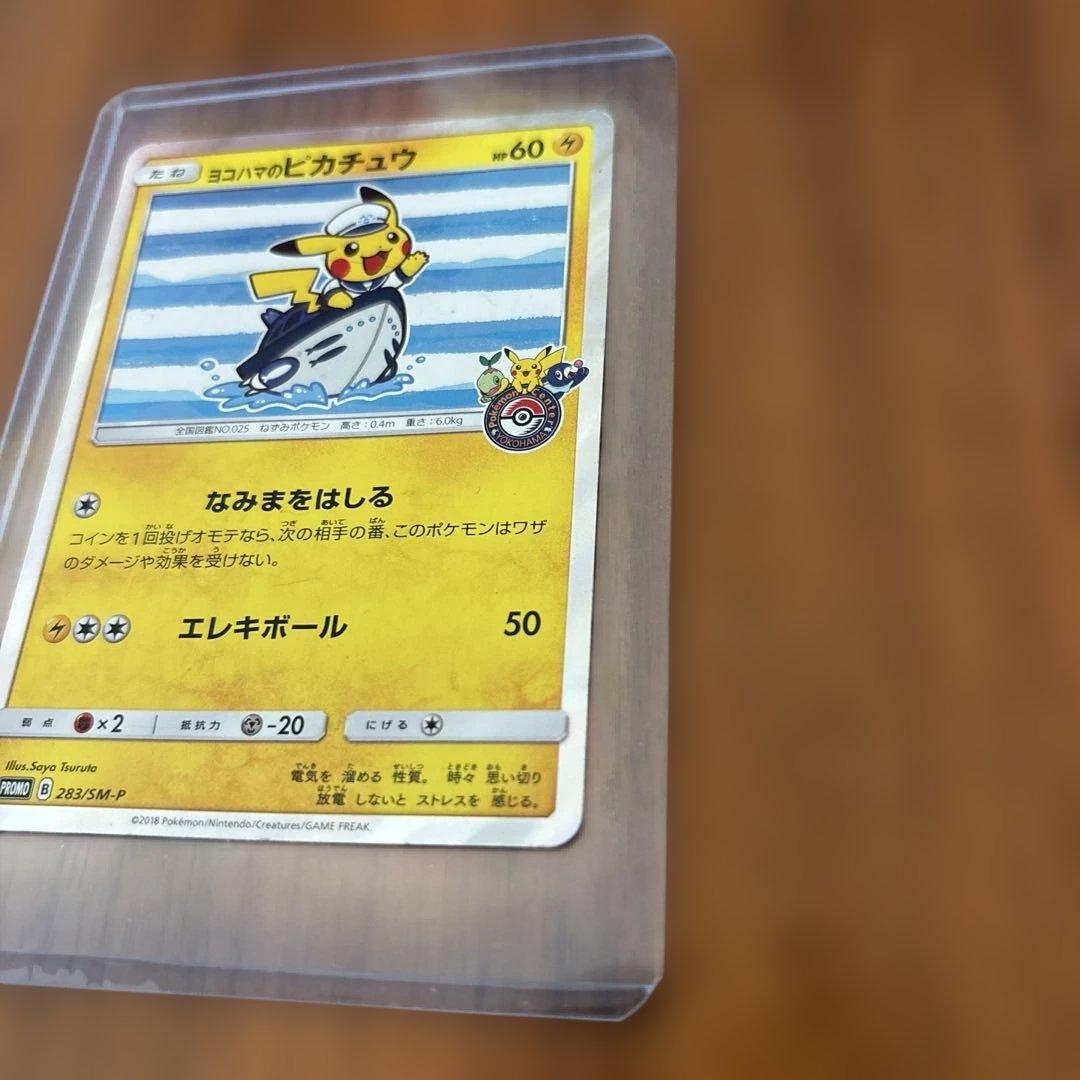 たね ヨコハマのピカチュウ HP60
Pokémon Center
YOKOHAMA
全国図鑑NO.025 ねずみポケモン 高さ:0.4m 重さ:6.0kg
なみまをはしる
コインを1回投げオモテなら、次の相手の番、このポケモンはワザ
のダメージや効果を受けない。
エレキボール 50
弱点 ×2 抵抗力 -20 にげる
Illus.Saya Tsuruta
電気を 溜める 性質。 時々 思い切り
放電 しないと ストレスを 感じる。
PROMO B 283/SM-P
©2018 Pokémon/Nintendo/Creatures/GAME FREAK.